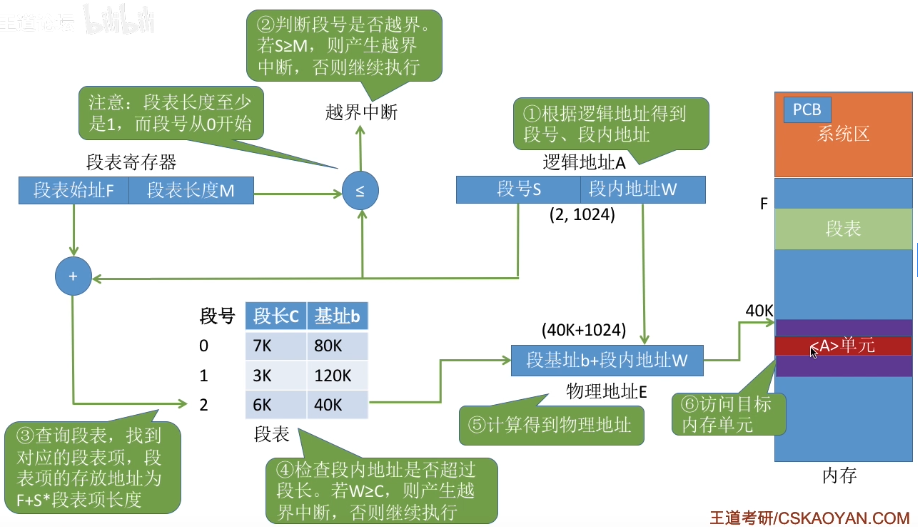 王道论坛 bilibili
②判断段号是否越界。
若S≥M，则产生越界
中断，否则继续执行
注意：段表长度至少
是1，而段号从0开始
越界中断
①根据逻辑地址得到
段号、段内地址
PCB
系统区
段表寄存器
段表始址F
段表长度M
≤
逻辑地址A
段号S
段内地址W
(2, 1024)
F
段表
+
段号
段长C
基址b
0
7K
80K
1
3K
120K
2
6K
40K
段表
(40K+1024)
段基址b+段内地址W
物理地址E
40K
<A>单元
③查询段表，找到
对应的段表项，段
表项的存放地址为
F+S*段表项长度
④检查段内地址是否超过
段长。若W≥C，则产生越
界中断，否则继续执行
⑤计算得到物理地址
⑥访问目标
内存单元
内存
王道考研/CSKAOYAN.COM